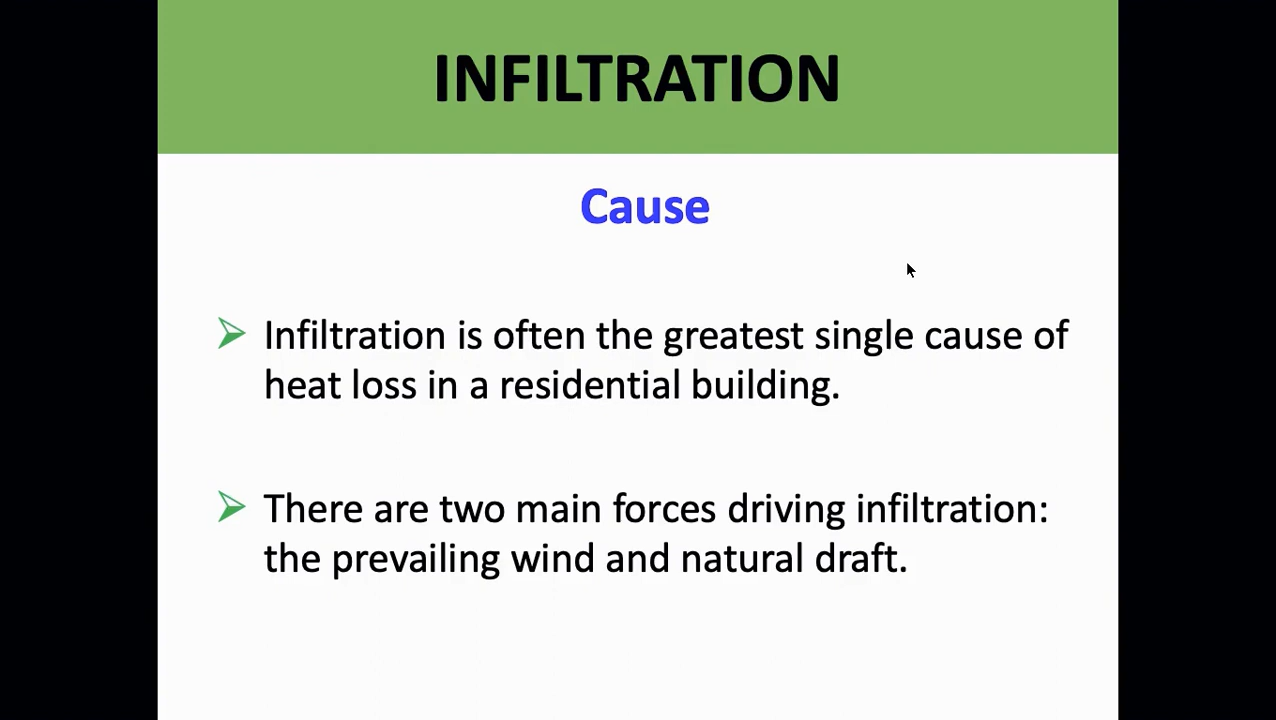 INFILTRATION
Cause
Infiltration is often the greatest single cause of
heat loss in a residential building.
There are two main forces driving infiltration:
the prevailing wind and natural draft.